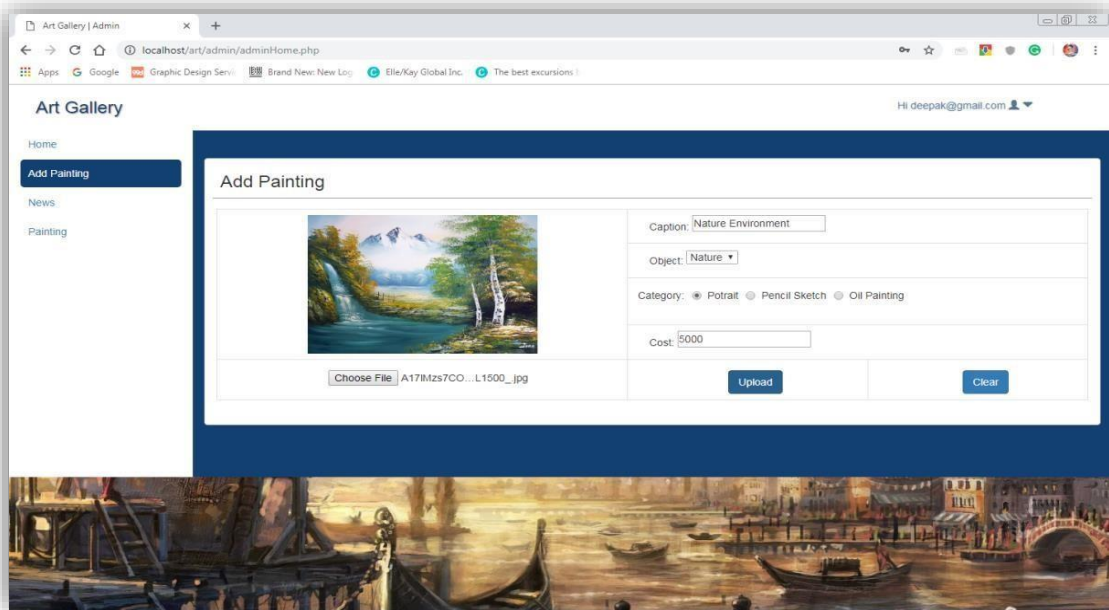 Art Gallery | Admin
localhost/art/admin/adminHome.php
Apps Google Graphic Design Servi Brand New: New Log Elle/Kay Global Inc. The best excursions
Art Gallery
Hi deepak@gmail.com
Home
Add Painting
News
Painting
Add Painting
Caption: Nature Environment
Object: Nature
Category: Potrait Pencil Sketch Oil Painting
Cost: 5000
Choose File A17IMzs7CO...L1500_.jpg
Upload
Clear